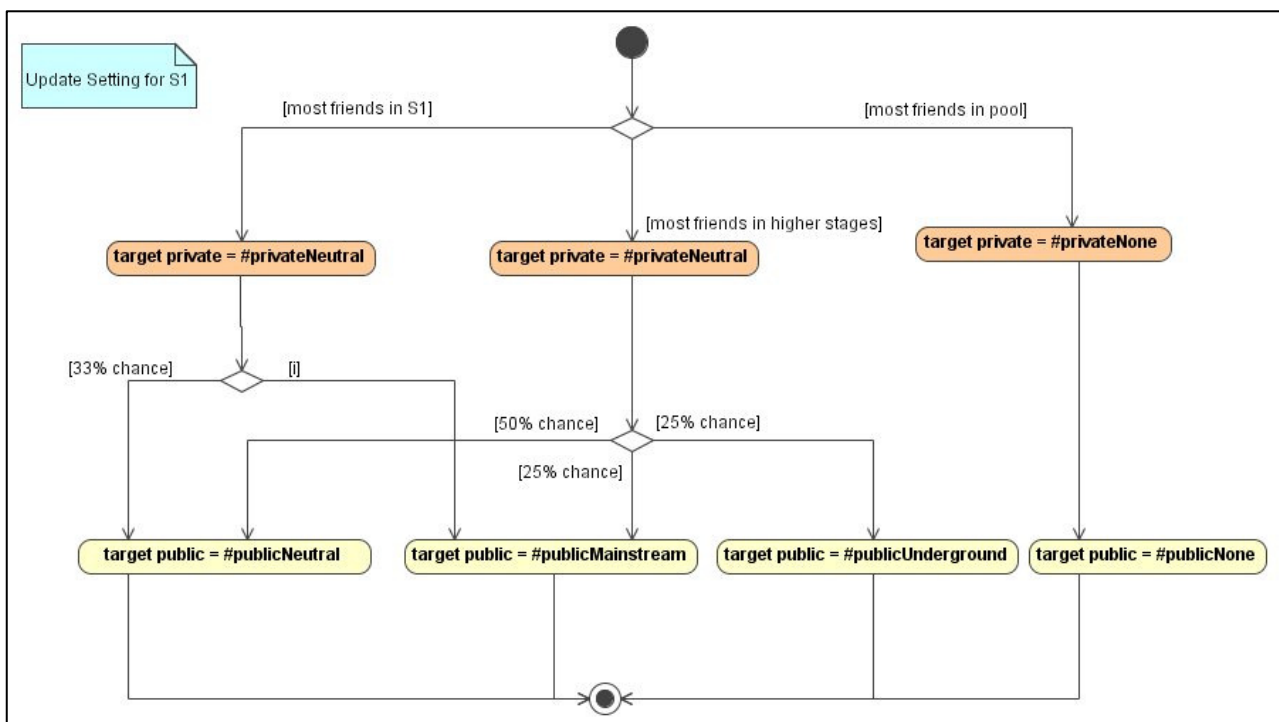 Update Setting for S1
[most friends in S1]
[most friends in pool]
[most friends in higher stages]
target private = #privateNeutral
target private = #privateNeutral
target private = #privateNone
[33% chance]
[i]
[50% chance]
[25% chance]
[25% chance]
target public = #publicNeutral
target public = #publicMainstream
target public = #publicUnderground
target public = #publicNone